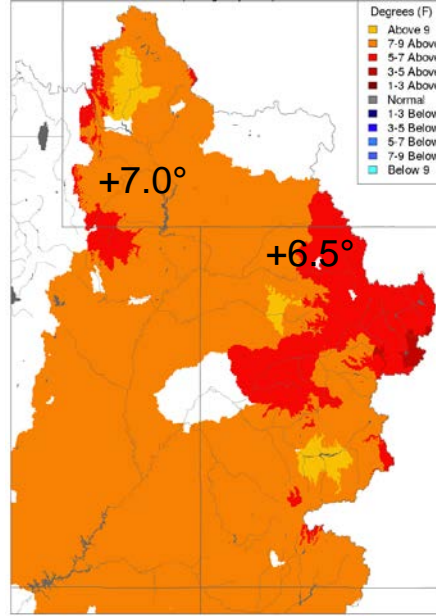 Degrees (F)
Above 9
7-9 Above
5-7 Above
3-5 Above
1-3 Above
Normal
1-3 Below
3-5 Below
5-7 Below
7-9 Below
Below 9
+7.0°
+6.5°